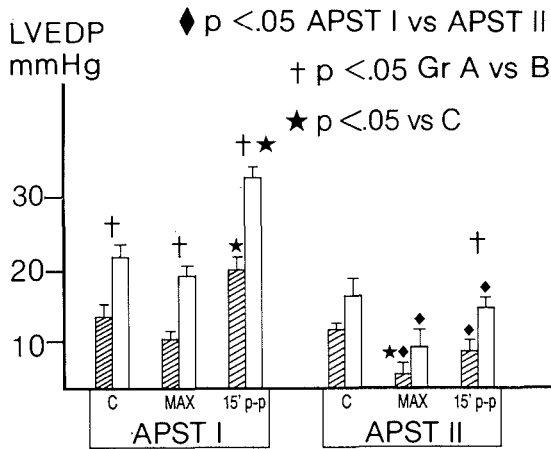 LVEDP
mmHg
♦ p <.05 APST I vs APST II
† p <.05 Gr A vs B
★ p <.05 vs C
30
20
10
† † † ★ ★
★ ♦ ♦ ♦ † ♦
C MAX 15' p-p C MAX 15' p-p
APST I APST II